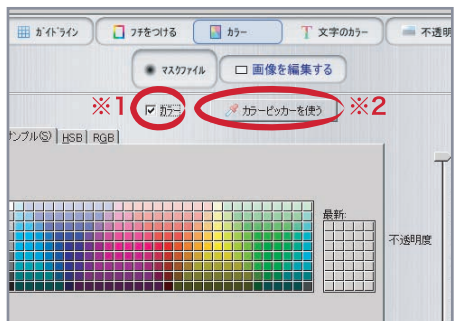 ガイドライン フチをつける カラー 文字のカラー 不透明
マスクファイル 画像を編集する
※1 カラー カラーピッカーを使う ※2
ンプル(S) HSB RGB
最新:
不透明度